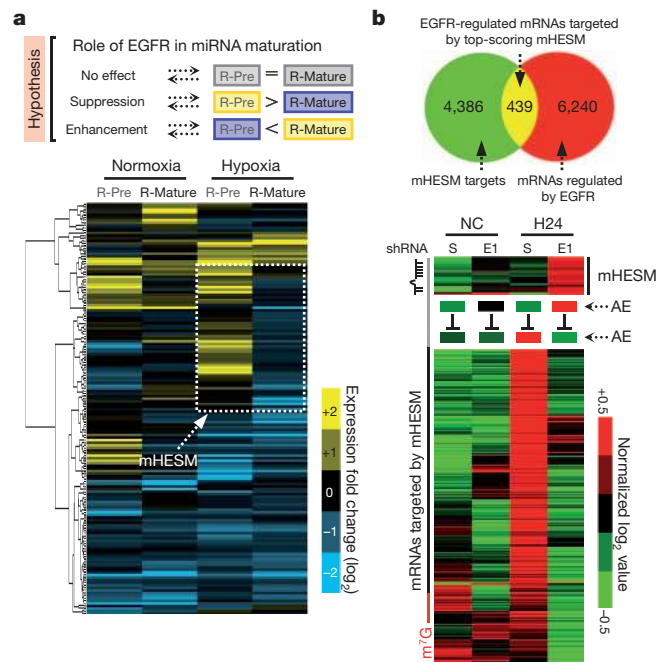 a
Hypothesis
Role of EGFR in miRNA maturation
No effect R-Pre = R-Mature
Suppression R-Pre > R-Mature
Enhancement R-Pre < R-Mature
Normoxia Hypoxia
R-Pre R-Mature R-Pre R-Mature
mHESM
+2
+1
0
−1
−2
Expression fold change (log2)
b
EGFR-regulated mRNAs targeted
by top-scoring mHESM
4,386 439 6,240
mHESM targets
mRNAs regulated
by EGFR
NC H24
shRNA S E1 S E1
mHESM
AE
AE
mRNAs targeted by mHESM
m7G
+0.5
−0.5
Normalized log2 value